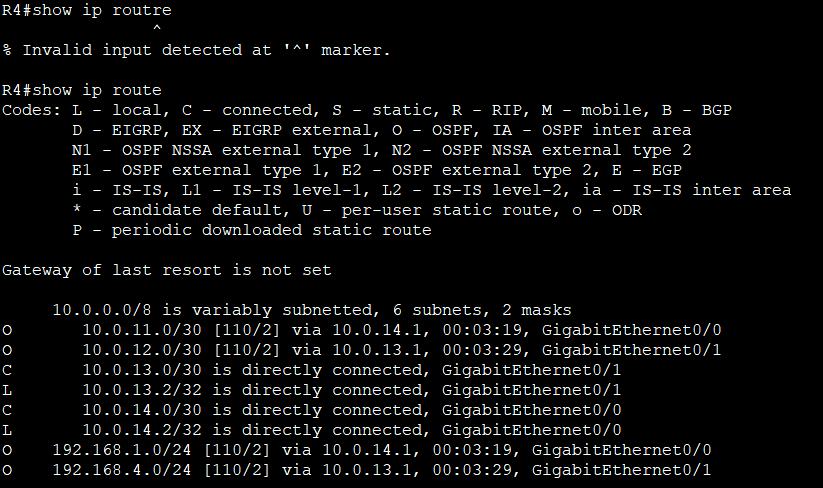 R4#show ip routre
^
% Invalid input detected at '^' marker.
R4#show ip route
Codes: L - local, C - connected, S - static, R - RIP, M - mobile, B - BGP
D - EIGRP, EX - EIGRP external, O - OSPF, IA - OSPF inter area
N1 - OSPF NSSA external type 1, N2 - OSPF NSSA external type 2
E1 - OSPF external type 1, E2 - OSPF external type 2, E - EGP
i - IS-IS, L1 - IS-IS level-1, L2 - IS-IS level-2, ia - IS-IS inter area
* - candidate default, U - per-user static route, o - ODR
P - periodic downloaded static route
Gateway of last resort is not set
10.0.0.0/8 is variably subnetted, 6 subnets, 2 masks
O 10.0.11.0/30 [110/2] via 10.0.14.1, 00:03:19, GigabitEthernet0/0
O 10.0.12.0/30 [110/2] via 10.0.13.1, 00:03:29, GigabitEthernet0/1
C 10.0.13.0/30 is directly connected, GigabitEthernet0/1
L 10.0.13.2/32 is directly connected, GigabitEthernet0/1
C 10.0.14.0/30 is directly connected, GigabitEthernet0/0
L 10.0.14.2/32 is directly connected, GigabitEthernet0/0
O 192.168.1.0/24 [110/2] via 10.0.14.1, 00:03:19, GigabitEthernet0/0
O 192.168.4.0/24 [110/2] via 10.0.13.1, 00:03:29, GigabitEthernet0/1